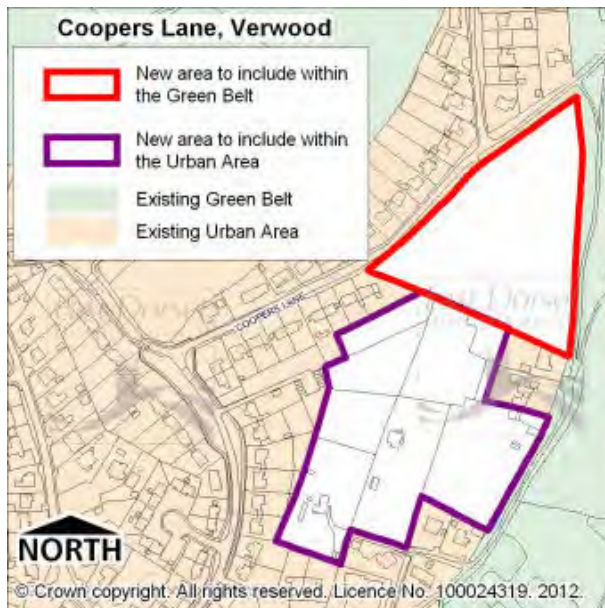 Coopers Lane, Verwood
New area to include within
the Green Belt
New area to include within
the Urban Area
Existing Green Belt
Existing Urban Area
COOPERS LANE
NORTH
© Crown copyright. All rights reserved. Licence No. 100024319. 2012.